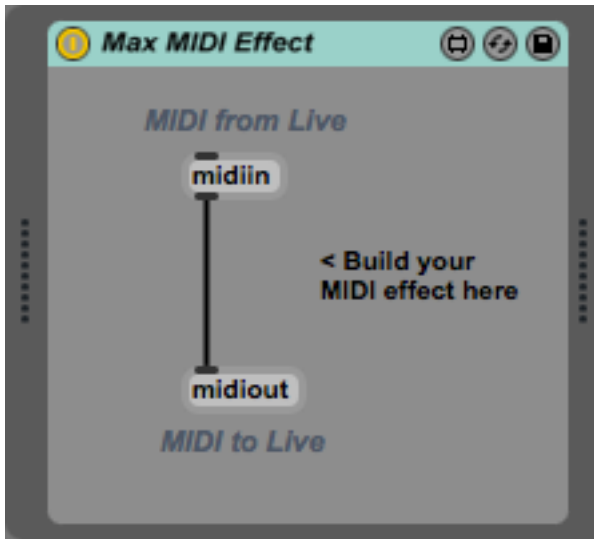 Max MIDI Effect
MIDI from Live
midiin
< Build your
MIDI effect here
midiout
MIDI to Live